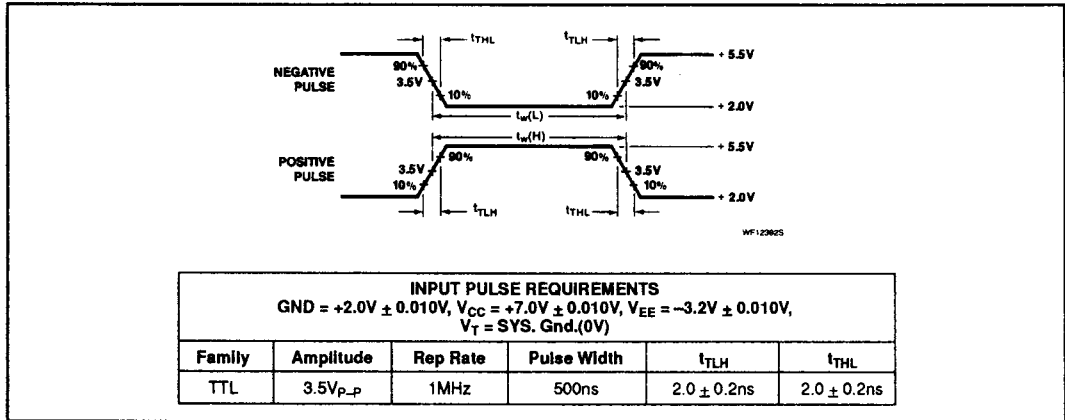 tTHL tTLH
+ 5.5V
90% 90%
NEGATIVE PULSE
3.5V 3.5V
10% 10%
+ 2.0V
tw(L)
tw(H)
+ 5.5V
90% 90%
POSITIVE PULSE
3.5V 3.5V
10% 10%
+ 2.0V
tTLH tTHL
WF12382S
INPUT PULSE REQUIREMENTS
GND = +2.0V ± 0.010V, VCC = +7.0V ± 0.010V, VEE = –3.2V ± 0.010V,
VT = SYS. Gnd.(0V)
Family Amplitude Rep Rate Pulse Width tTLH tTHL
TTL 3.5VP–P 1MHz 500ns 2.0 ± 0.2ns 2.0 ± 0.2ns